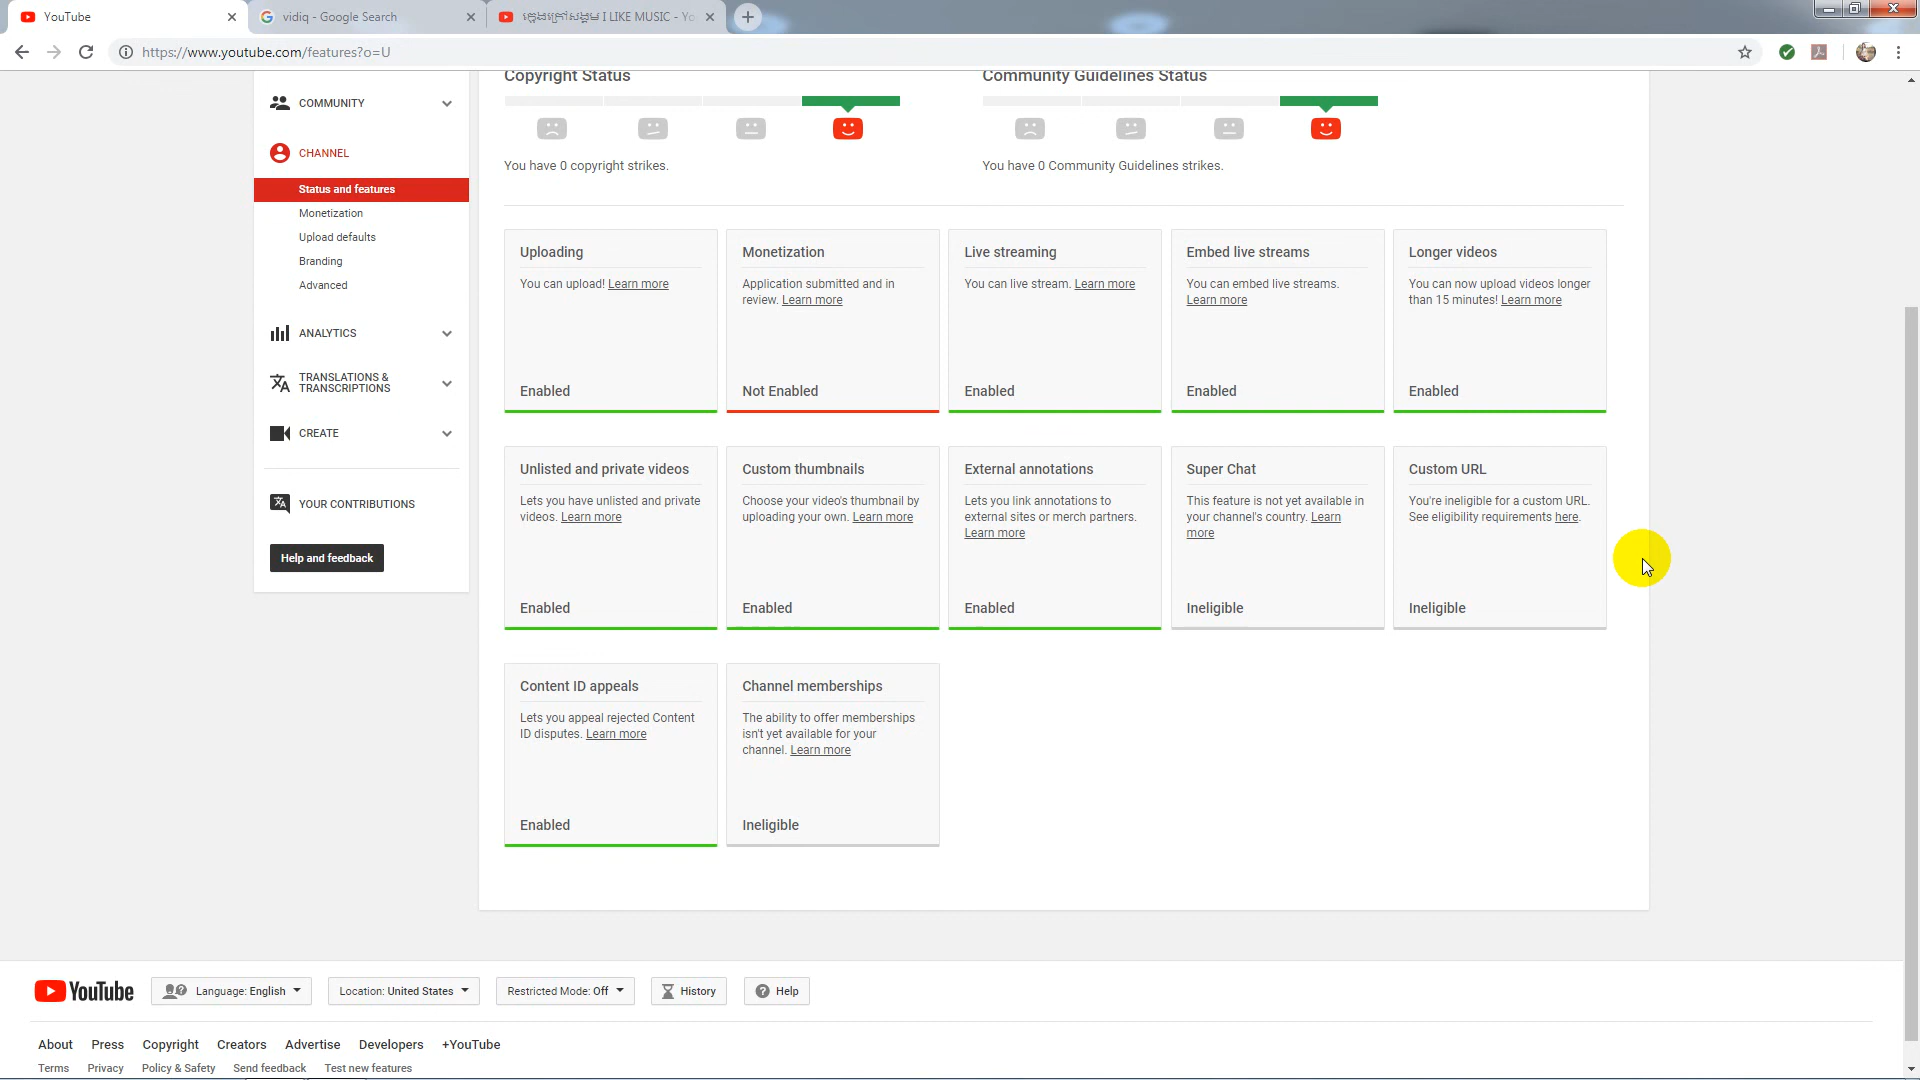 YouTube
vidiq - Google Search
I LIKE MUSIC - Yo
https://www.youtube.com/features?o=U
COMMUNITY
CHANNEL
Status and features
Monetization
Upload defaults
Branding
Advanced
ANALYTICS
TRANSLATIONS &
TRANSCRIPTIONS
CREATE
YOUR CONTRIBUTIONS
Help and feedback
Copyright Status
You have 0 copyright strikes.
Community Guidelines Status
You have 0 Community Guidelines strikes.
Uploading
You can upload! Learn more
Enabled
Monetization
Application submitted and in
review. Learn more
Not Enabled
Live streaming
You can live stream. Learn more
Enabled
Embed live streams
You can embed live streams.
Learn more
Enabled
Longer videos
You can now upload videos longer
than 15 minutes! Learn more
Enabled
Unlisted and private videos
Lets you have unlisted and private
videos. Learn more
Enabled
Custom thumbnails
Choose your video's thumbnail by
uploading your own. Learn more
Enabled
External annotations
Lets you link annotations to
external sites or merch partners.
Learn more
Enabled
Super Chat
This feature is not yet available in
your channel's country. Learn
more
Ineligible
Custom URL
You're ineligible for a custom URL.
See eligibility requirements here.
Ineligible
Content ID appeals
Lets you appeal rejected Content
ID disputes. Learn more
Enabled
Channel memberships
The ability to offer memberships
isn't yet available for your
channel. Learn more
Ineligible
YouTube
Language: English
Location: United States
Restricted Mode: Off
History
Help
About Press Copyright Creators Advertise Developers +YouTube
Terms Privacy Policy & Safety Send feedback Test new features